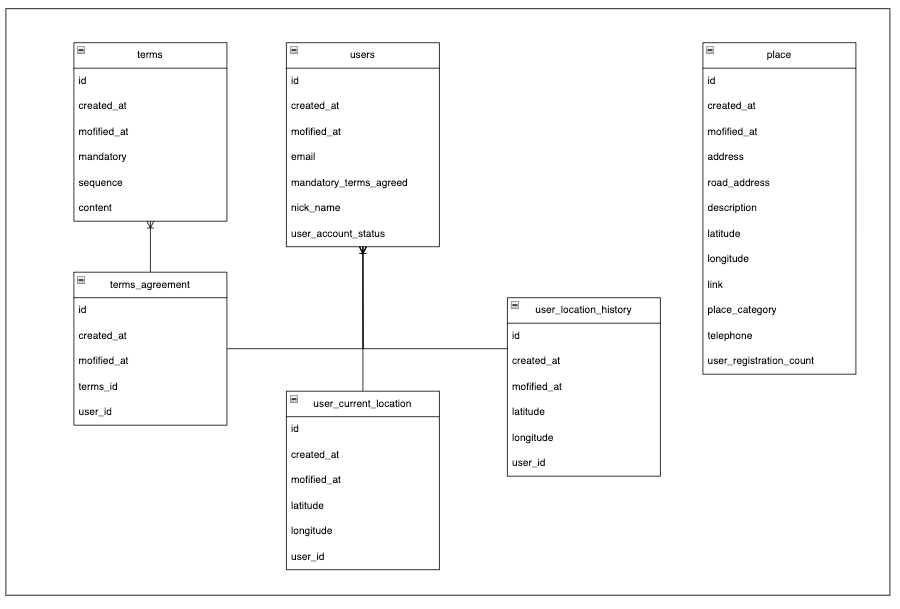 terms
id
created_at
mofified_at
mandatory
sequence
content
users
id
created_at
mofified_at
email
mandatory_terms_agreed
nick_name
user_account_status
place
id
created_at
mofified_at
address
road_address
description
latitude
longitude
link
place_category
telephone
user_registration_count
terms_agreement
id
created_at
mofified_at
terms_id
user_id
user_location_history
id
created_at
mofified_at
latitude
longitude
user_id
user_current_location
id
created_at
mofified_at
latitude
longitude
user_id